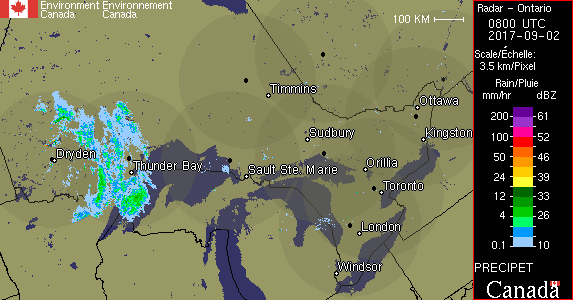 Environment Environnement
Canada Canada
100 KM
Timmins
Ottawa
Sudbury
Kingston
Dryden
Thunder Bay
Sault Ste. Marie
Orillia
Toronto
London
Windsor
Radar - Ontario
0800 UTC
2017-09-02
Scale/Échelle:
3.5 km/Pixel
Rain/Pluie
mm/hr dBZ
200 61
100 52
50 46
24 39
12 33
4 26
0.1 10
PRECIPET
Canada